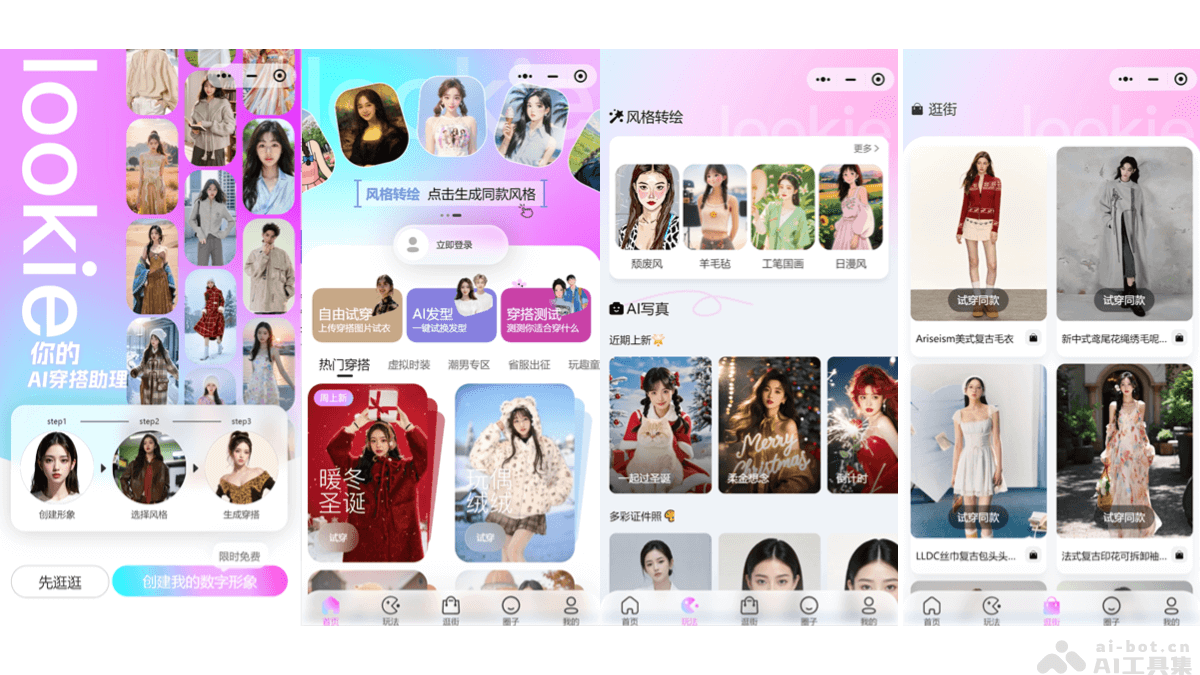 lookie
你的
AI穿搭助理
step1
step2
step3
创建形象
选择风格
生成穿搭
限时免费
先逛逛
创建我的数字形象
lookie
风格转绘 点击生成同款风格
立即登录
自由试穿
上传穿搭图片试衣
AI发型
一键试换发型
穿搭测试
测测你适合穿什么
热门穿搭
虚拟时装
潮男专区
省服出征
玩趣童
周上新
暖冬
圣诞
试穿
玩偶
绒绒
试穿
首页
玩法
逛街
圈子
我的
lookie
风格转绘
更多
颓废风
羊毛毡
工笔国画
日漫风
AI写真
近期上新
一起过圣诞
Merry
Christmas
柔金想念
倒计时
多彩证件照
首页
玩法
逛街
圈子
我的
lookie
逛街
试穿同款
试穿同款
Ariseism美式复古毛衣
新中式鸢尾花绳绣毛呢...
试穿同款
试穿同款
LLDC丝巾复古包头头...
法式复古印花可拆卸袖...
首页
玩法
逛街
圈子
我的
ai-bot.cn
AI工具集